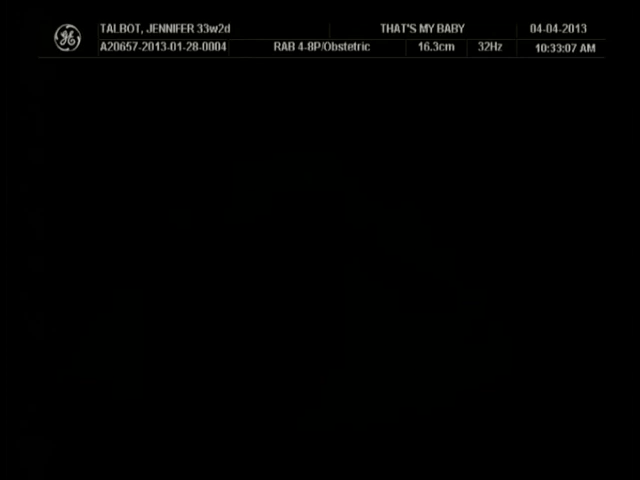 TALBOT, JENNIFER 33w2d THAT'S MY BABY 04-04-2013
A20657-2013-01-28-0004 RAB 4-8P/Obstetric 16.3cm 32Hz 10:33:07 AM